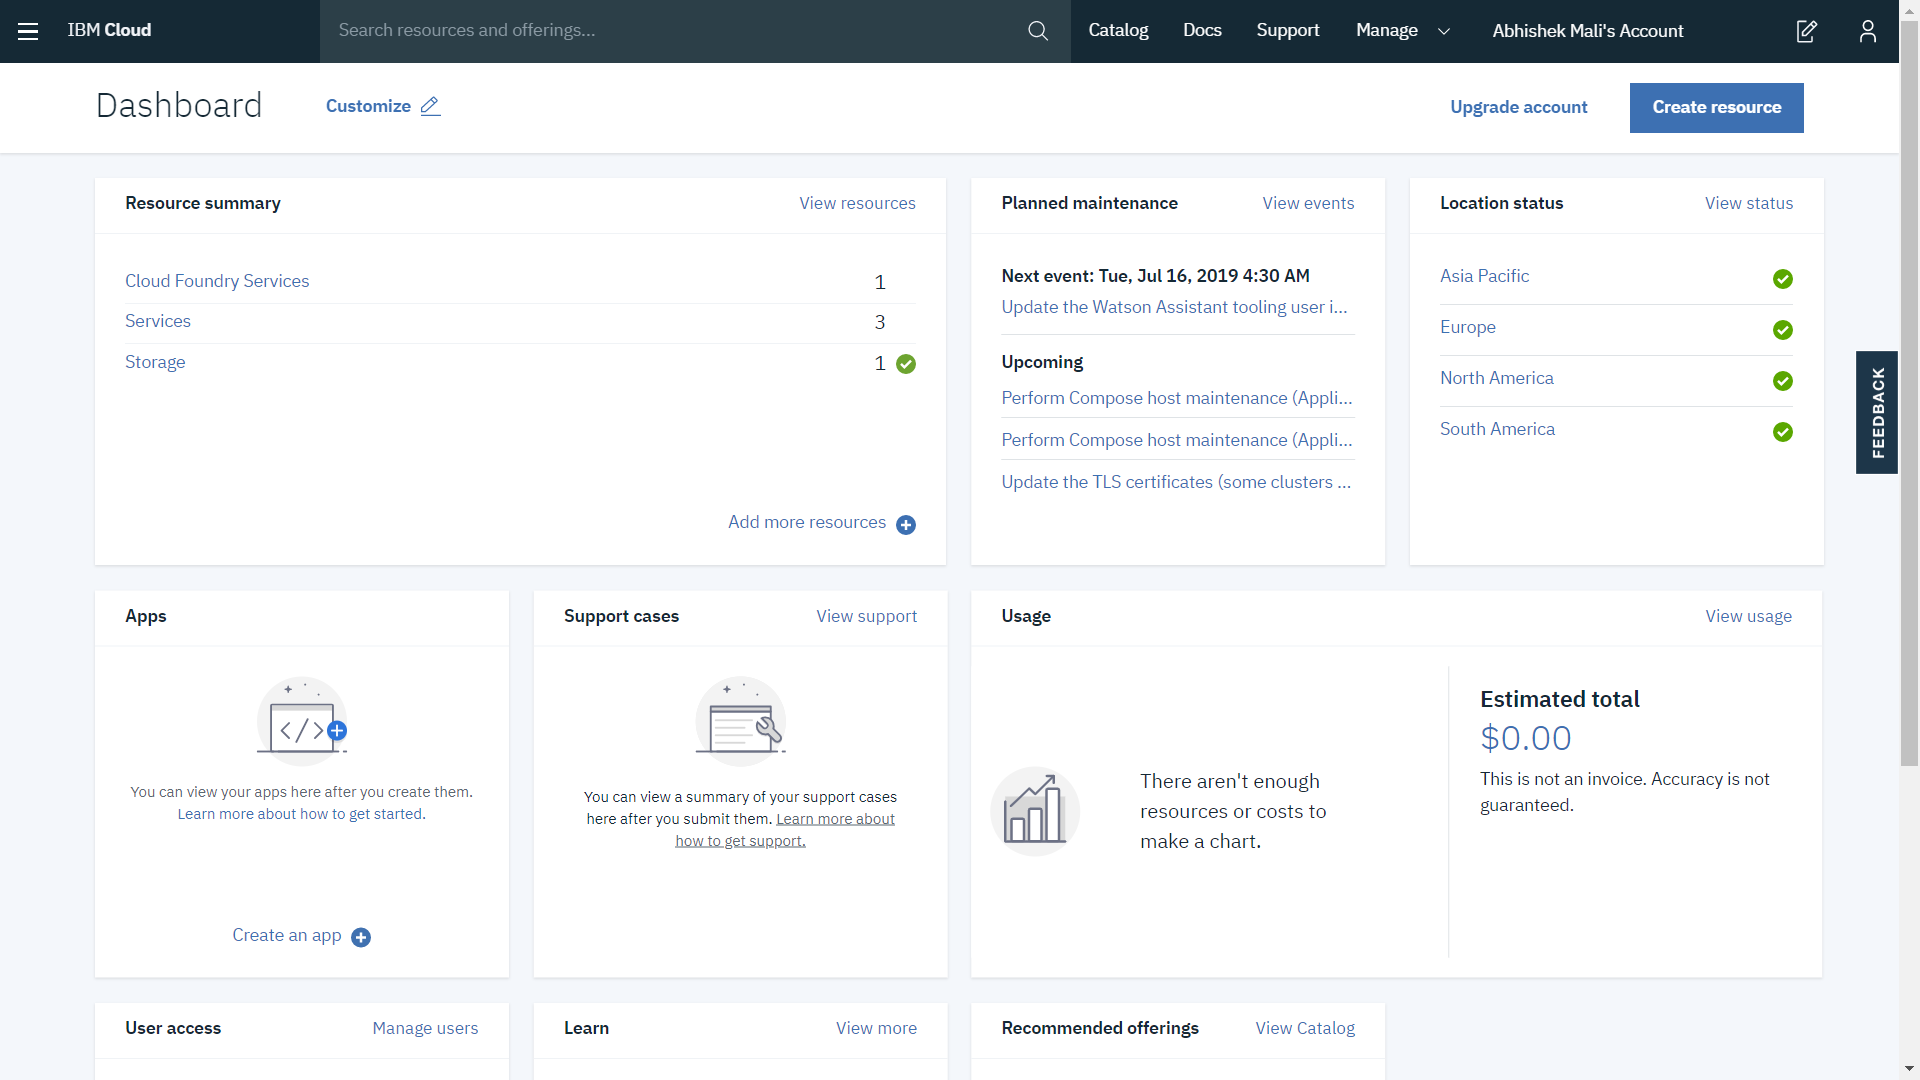 IBM Cloud
Search resources and offerings...
Catalog
Docs
Support
Manage
Abhishek Mali's Account
Dashboard
Customize
Upgrade account
Create resource
Resource summary
View resources
Cloud Foundry Services
1
Services
3
Storage
1
Add more resources
Planned maintenance
View events
Next event: Tue, Jul 16, 2019 4:30 AM
Update the Watson Assistant tooling user i...
Upcoming
Perform Compose host maintenance (Appli...
Perform Compose host maintenance (Appli...
Update the TLS certificates (some clusters ...
Location status
View status
Asia Pacific
Europe
North America
South America
FEEDBACK
Apps
You can view your apps here after you create them.
Learn more about how to get started.
Create an app
Support cases
View support
You can view a summary of your support cases
here after you submit them. Learn more about
how to get support.
Usage
View usage
There aren't enough
resources or costs to
make a chart.
Estimated total
$0.00
This is not an invoice. Accuracy is not
guaranteed.
User access
Manage users
Learn
View more
Recommended offerings
View Catalog